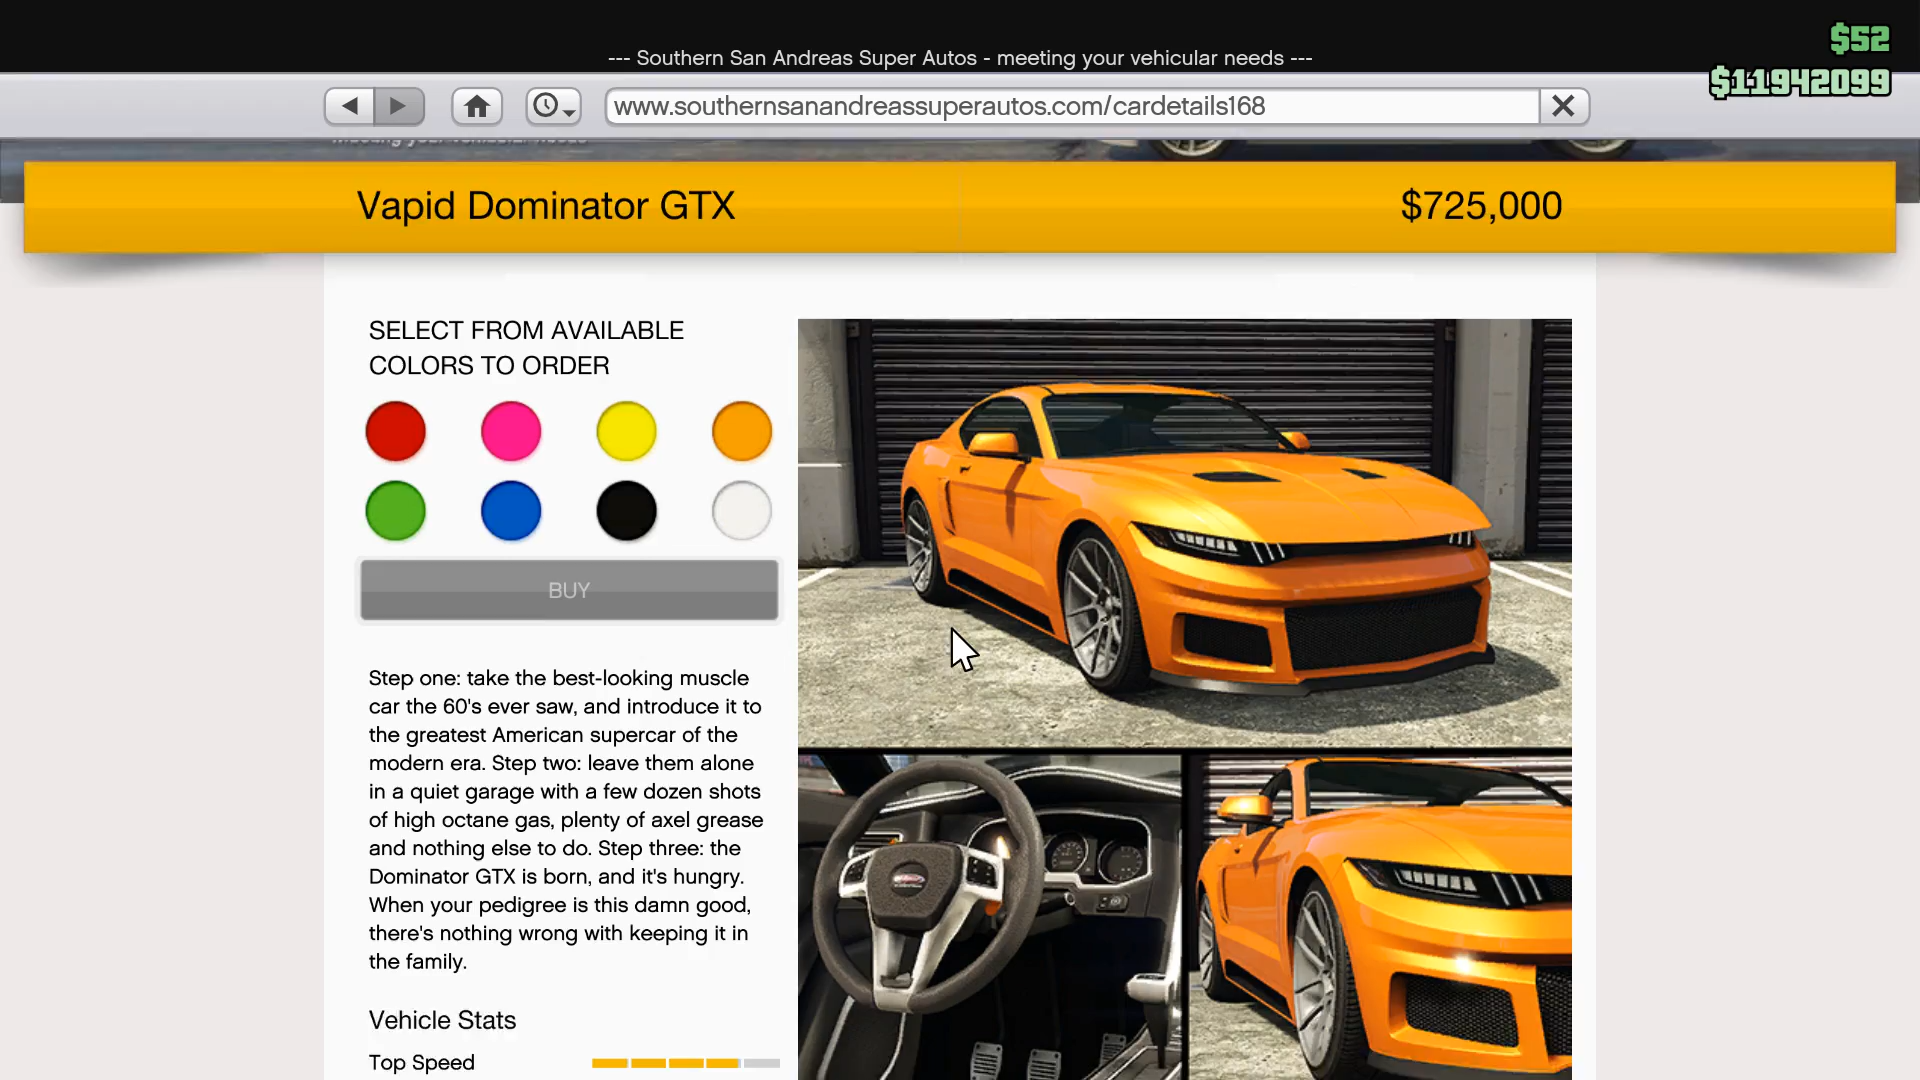 $52
--- Southern San Andreas Super Autos - meeting your vehicular needs ---
$11942099
www.southernsanandreassuperautos.com/cardetails168
meeting your vehicular needs
Vapid Dominator GTX
$725,000
SELECT FROM AVAILABLE
COLORS TO ORDER
BUY
Step one: take the best-looking muscle
car the 60's ever saw, and introduce it to
the greatest American supercar of the
modern era. Step two: leave them alone
in a quiet garage with a few dozen shots
of high octane gas, plenty of axel grease
and nothing else to do. Step three: the
Dominator GTX is born, and it's hungry.
When your pedigree is this damn good,
there's nothing wrong with keeping it in
the family.
Vehicle Stats
Top Speed